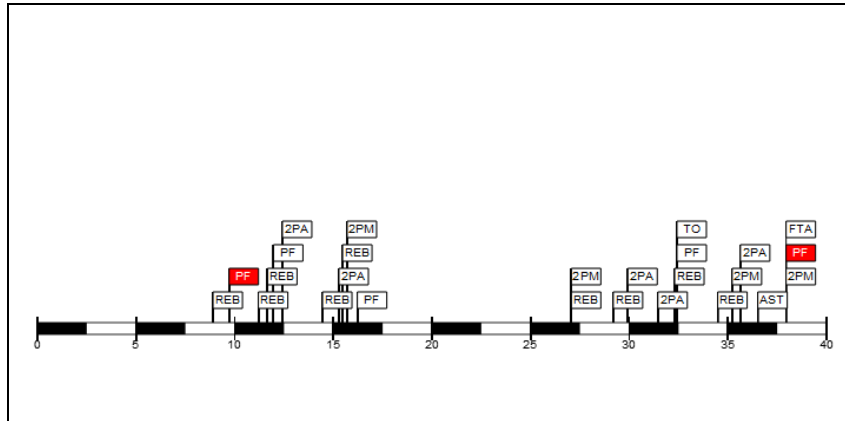 2PA 2PM TO FTA
PF REB PF 2PA PF
PF REB 2PA 2PM 2PA REB 2PM 2PM
REB REB REB PF REB REB 2PA REB AST
0 5 10 15 20 25 30 35 40